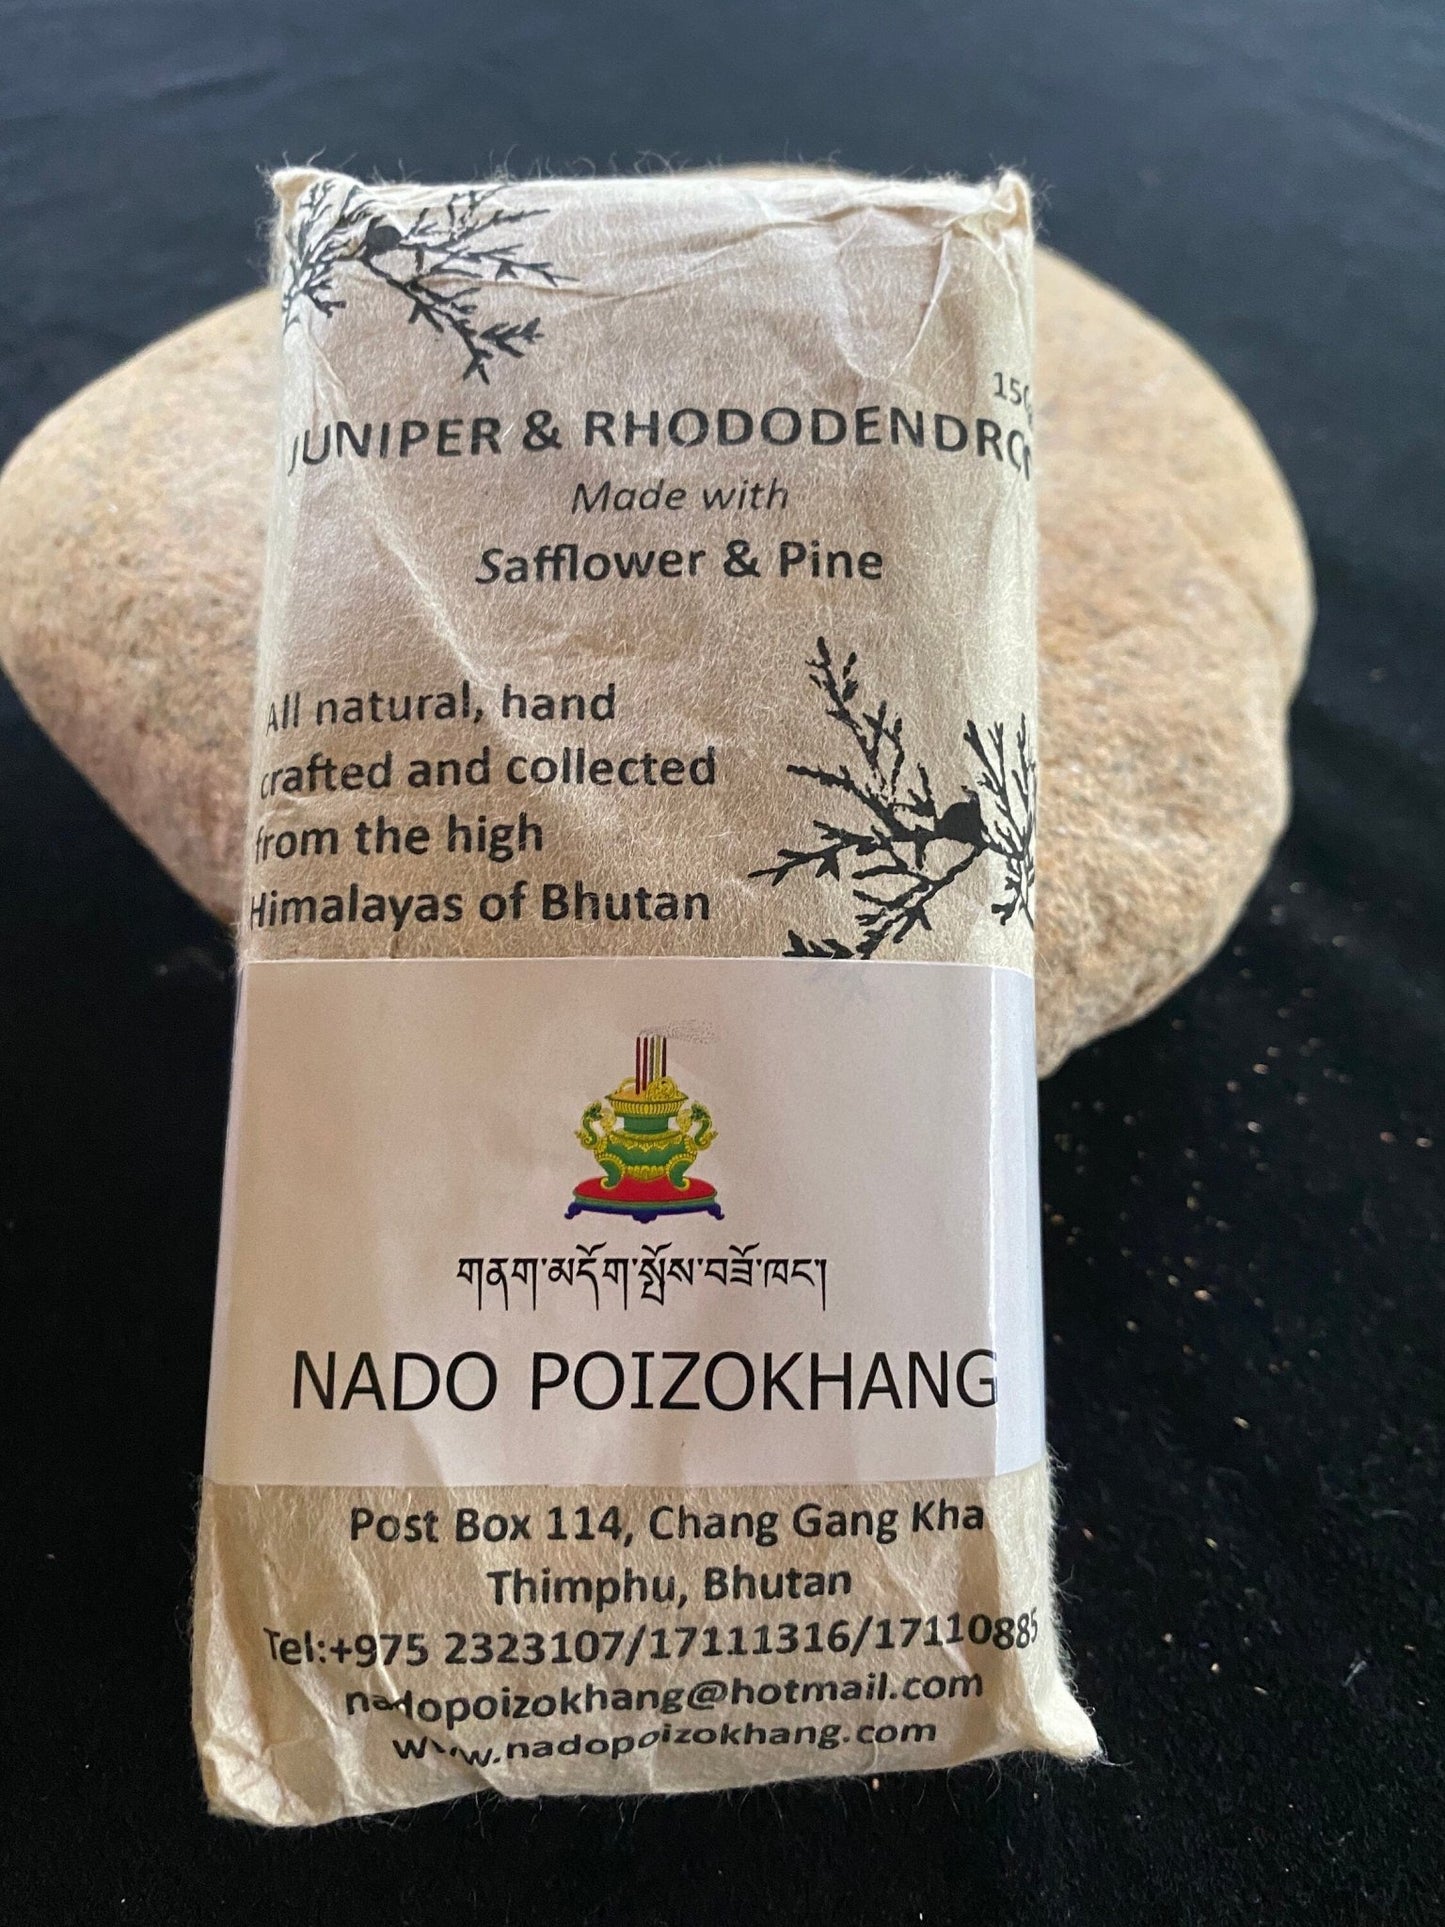 150g
JUNIPER & RHODODENDRON
Made with
Safflower & Pine
All natural, hand
crafted and collected
from the high
Himalayas of Bhutan
གནག་མདོག་སྤོས་བཟོ་ཁང་།
NADO POIZOKHANG
Post Box 114, Chang Gang Kha
Thimphu, Bhutan
Tel:+975 2323107/17111316/17110885
nadopoizokhang@hotmail.com
www.nadopoizokhang.com